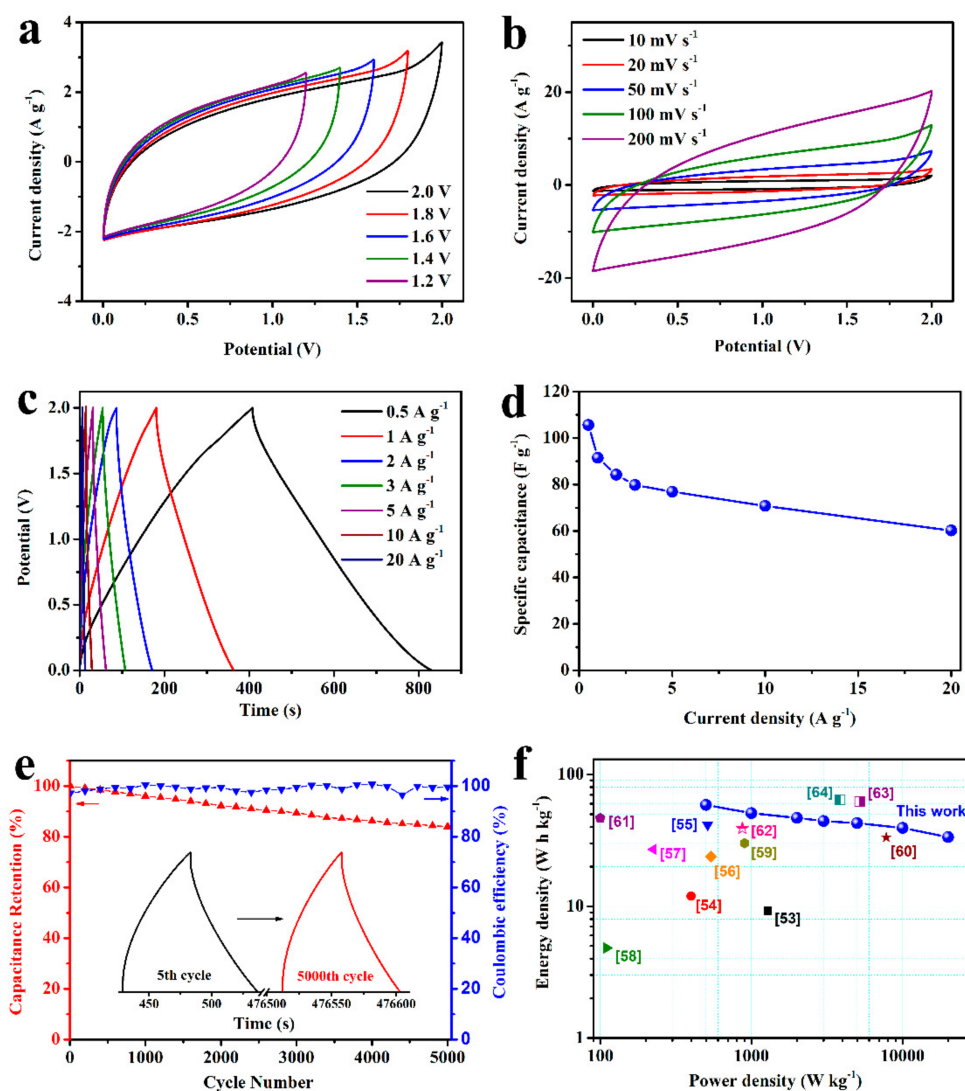 a
Current density (A g⁻¹)
4
2
0
-2
-4
0.0 0.5 1.0 1.5 2.0
Potential (V)
2.0 V
1.8 V
1.6 V
1.4 V
1.2 V
b
Current density (A g⁻¹)
20
0
-20
0.0 0.5 1.0 1.5 2.0
Potential (V)
10 mV s⁻¹
20 mV s⁻¹
50 mV s⁻¹
100 mV s⁻¹
200 mV s⁻¹
c
Potential (V)
2.0
1.5
1.0
0.5
0.0
0 200 400 600 800
Time (s)
0.5 A g⁻¹
1 A g⁻¹
2 A g⁻¹
3 A g⁻¹
5 A g⁻¹
10 A g⁻¹
20 A g⁻¹
d
Specific capacitance (F g⁻¹)
120
100
80
60
40
20
0
0 5 10 15 20
Current density (A g⁻¹)
e
Capacitance Retention (%)
100
80
60
40
20
0
0 1000 2000 3000 4000 5000
Cycle Number
Coulombic efficiency (%)
100
80
60
40
20
0
5th cycle
5000th cycle
450 500 476500 476550 476600
Time (s)
f
Energy density (W h kg⁻¹)
100
10
1
100 1000 10000
Power density (W kg⁻¹)
[64]
[63]
This work
[61]
[55]
[62]
[60]
[57]
[59]
[56]
[54]
[53]
[58]